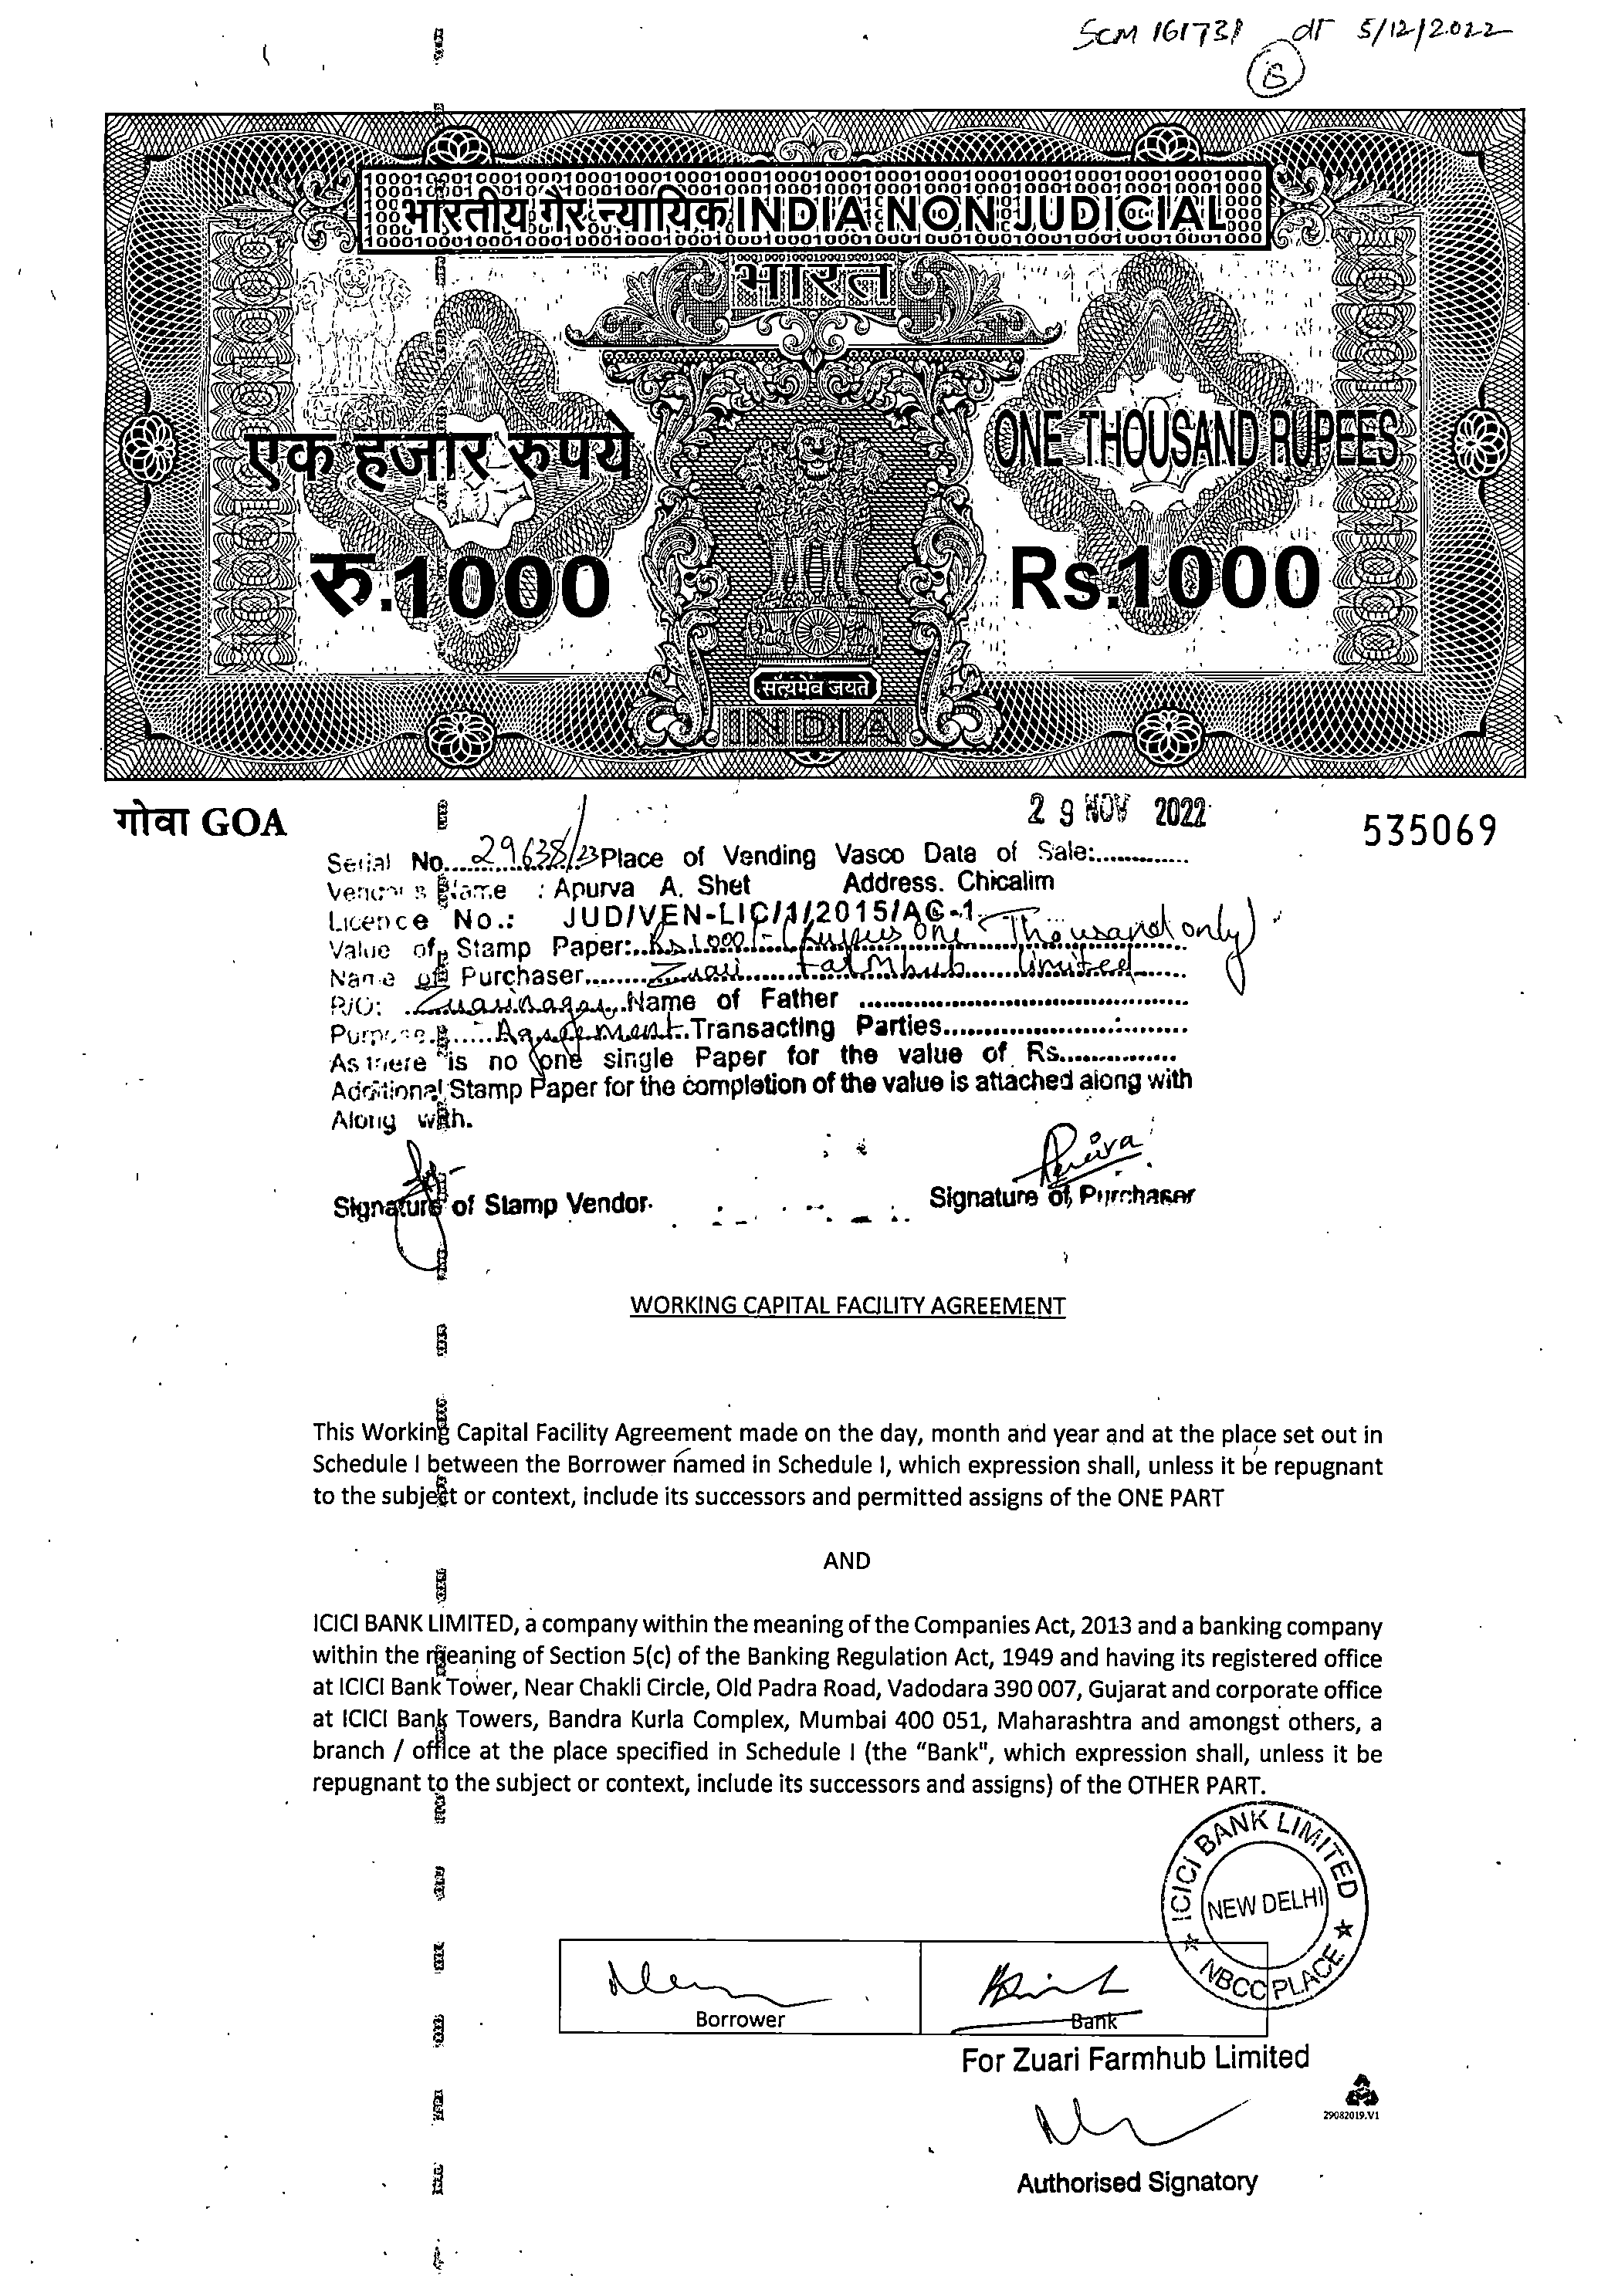 SCM 161731 dt 5/12/2022
भारतीय गैर न्यायिक INDIA NON JUDICIAL
भारत
एक हजार रुपये ONE THOUSAND RUPEES
रु.1000 Rs.1000
सत्यमेव जयते
INDIA
गोवा GOA 29 NOV 2022 535069
Serial No. 29638/23 Place of Vending Vasco Date of Sale:
Vendor's Name : Apurva A. Shet Address. Chicalim
Licence No.: JUD/VEN-LIC/1/2015/AC-1
Value of Stamp Paper: Rs 1000/- (Rupees One Thousand only)
Name of Purchaser Zuari Farmhub limited
R/O: Zuarinagar Name of Father
Purpose Agreement Transacting Parties
As there is no one single Paper for the value of Rs.
Additional Stamp Paper for the completion of the value is attached along with
Along with.
Signature of Stamp Vendor. Signature of Purchaser
WORKING CAPITAL FACILITY AGREEMENT
This Working Capital Facility Agreement made on the day, month and year and at the place set out in
Schedule I between the Borrower named in Schedule I, which expression shall, unless it be repugnant
to the subject or context, include its successors and permitted assigns of the ONE PART
AND
ICICI BANK LIMITED, a company within the meaning of the Companies Act, 2013 and a banking company
within the meaning of Section 5(c) of the Banking Regulation Act, 1949 and having its registered office
at ICICI Bank Tower, Near Chakli Circle, Old Padra Road, Vadodara 390 007, Gujarat and corporate office
at ICICI Bank Towers, Bandra Kurla Complex, Mumbai 400 051, Maharashtra and amongst others, a
branch / office at the place specified in Schedule I (the "Bank", which expression shall, unless it be
repugnant to the subject or context, include its successors and assigns) of the OTHER PART.
ICICI BANK LIMITED
NEW DELHI
NBCC PLACE
Borrower Bank
For Zuari Farmhub Limited
29082019.V1
Authorised Signatory